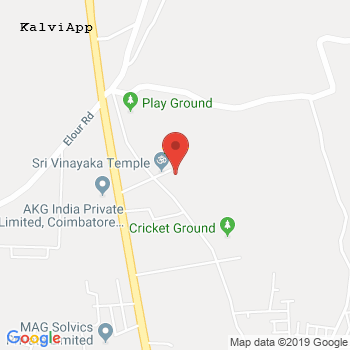 KalviApp
Play Ground
Elour Rd
Sri Vinayaka Temple
AKG India Private
Limited, Coimbatore...
Cricket Ground
MAG Solvics
Limited
Google
Map data ©2019 Google